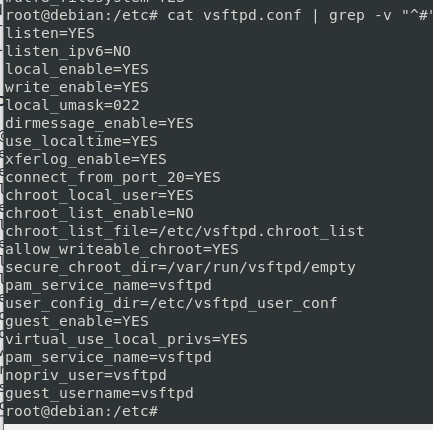 root@debian:/etc# cat vsftpd.conf | grep -v "^#"
listen=YES
listen_ipv6=NO
local_enable=YES
write_enable=YES
local_umask=022
dirmessage_enable=YES
use_localtime=YES
xferlog_enable=YES
connect_from_port_20=YES
chroot_local_user=YES
chroot_list_enable=NO
chroot_list_file=/etc/vsftpd.chroot_list
allow_writeable_chroot=YES
secure_chroot_dir=/var/run/vsftpd/empty
pam_service_name=vsftpd
user_config_dir=/etc/vsftpd_user_conf
guest_enable=YES
virtual_use_local_privs=YES
pam_service_name=vsftpd
nopriv_user=vsftpd
guest_username=vsftpd
root@debian:/etc#